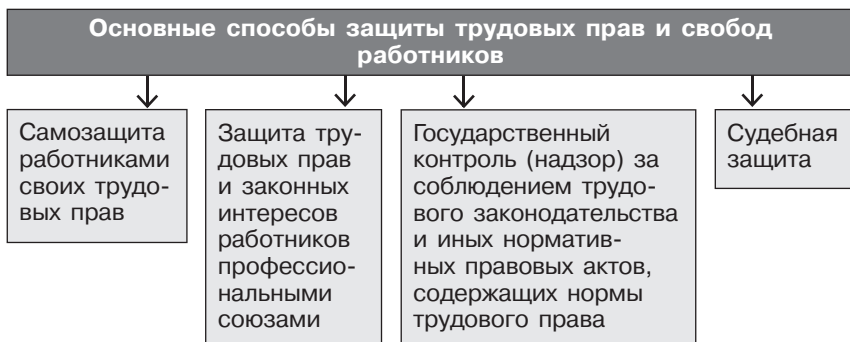 Основные способы защиты трудовых прав и свобод
работников
Самозащита
работниками
своих трудо-
вых прав
Защита тру-
довых прав
и законных
интересов
работников
профессио-
нальными
союзами
Государственный
контроль (надзор) за
соблюдением трудо-
вого законодательства
и иных норматив-
ных правовых актов,
содержащих нормы
трудового права
Судебная
защита